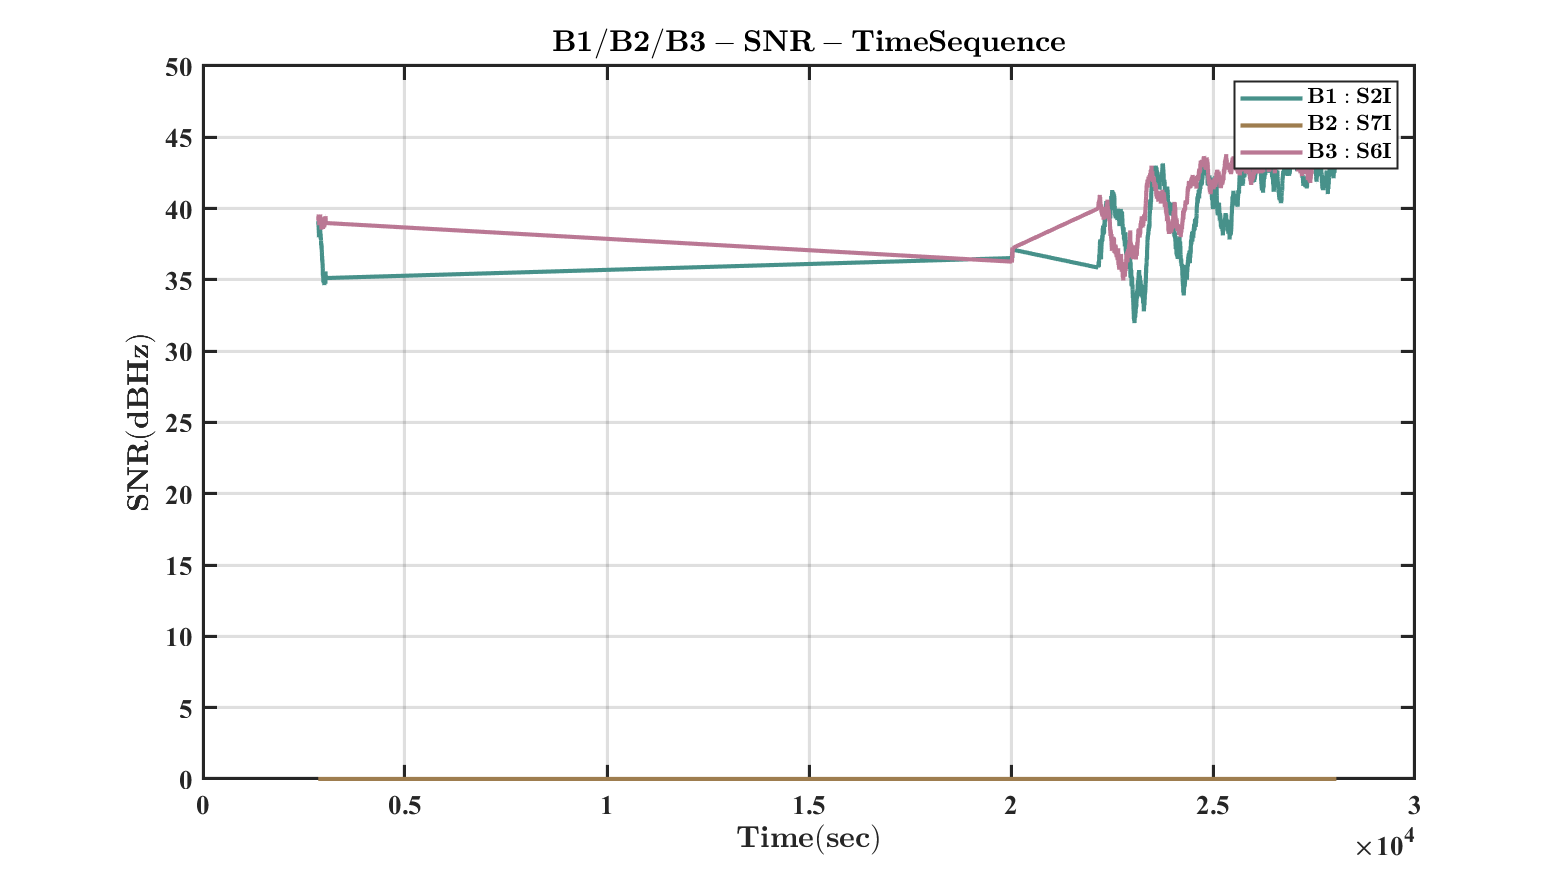 B1/B2/B3 − SNR − TimeSequence
50
45
40
35
30
25
20
15
10
5
0
SNR(dBHz)
B1 : S2I
B2 : S7I
B3 : S6I
0 0.5 1 1.5 2 2.5 3
Time(sec)
×10⁴